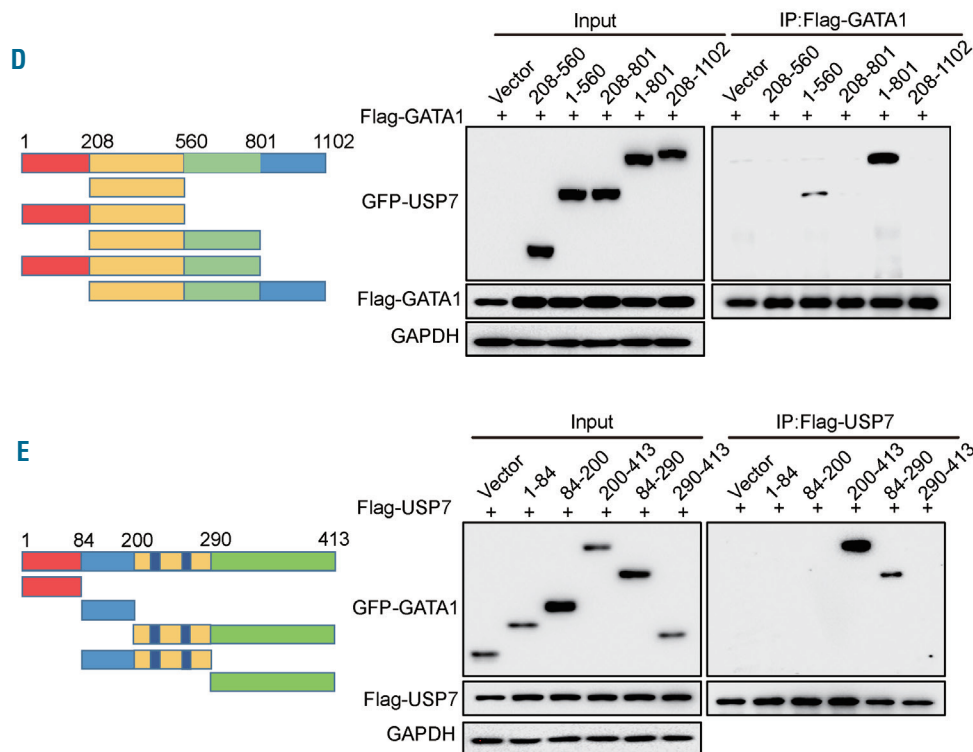 D
Input
IP:Flag-GATA1
Vector 208-560 1-560 208-801 1-801 208-1102
Vector 208-560 1-560 208-801 1-801 208-1102
Flag-GATA1 + + + + + + + + + + + +
1 208 560 801 1102
GFP-USP7
Flag-GATA1
GAPDH
E
Input
IP:Flag-USP7
Vector 1-84 84-200 200-413 84-290 290-413
Vector 1-84 84-200 200-413 84-290 290-413
Flag-USP7 + + + + + + + + + + + +
1 84 200 290 413
GFP-GATA1
Flag-USP7
GAPDH